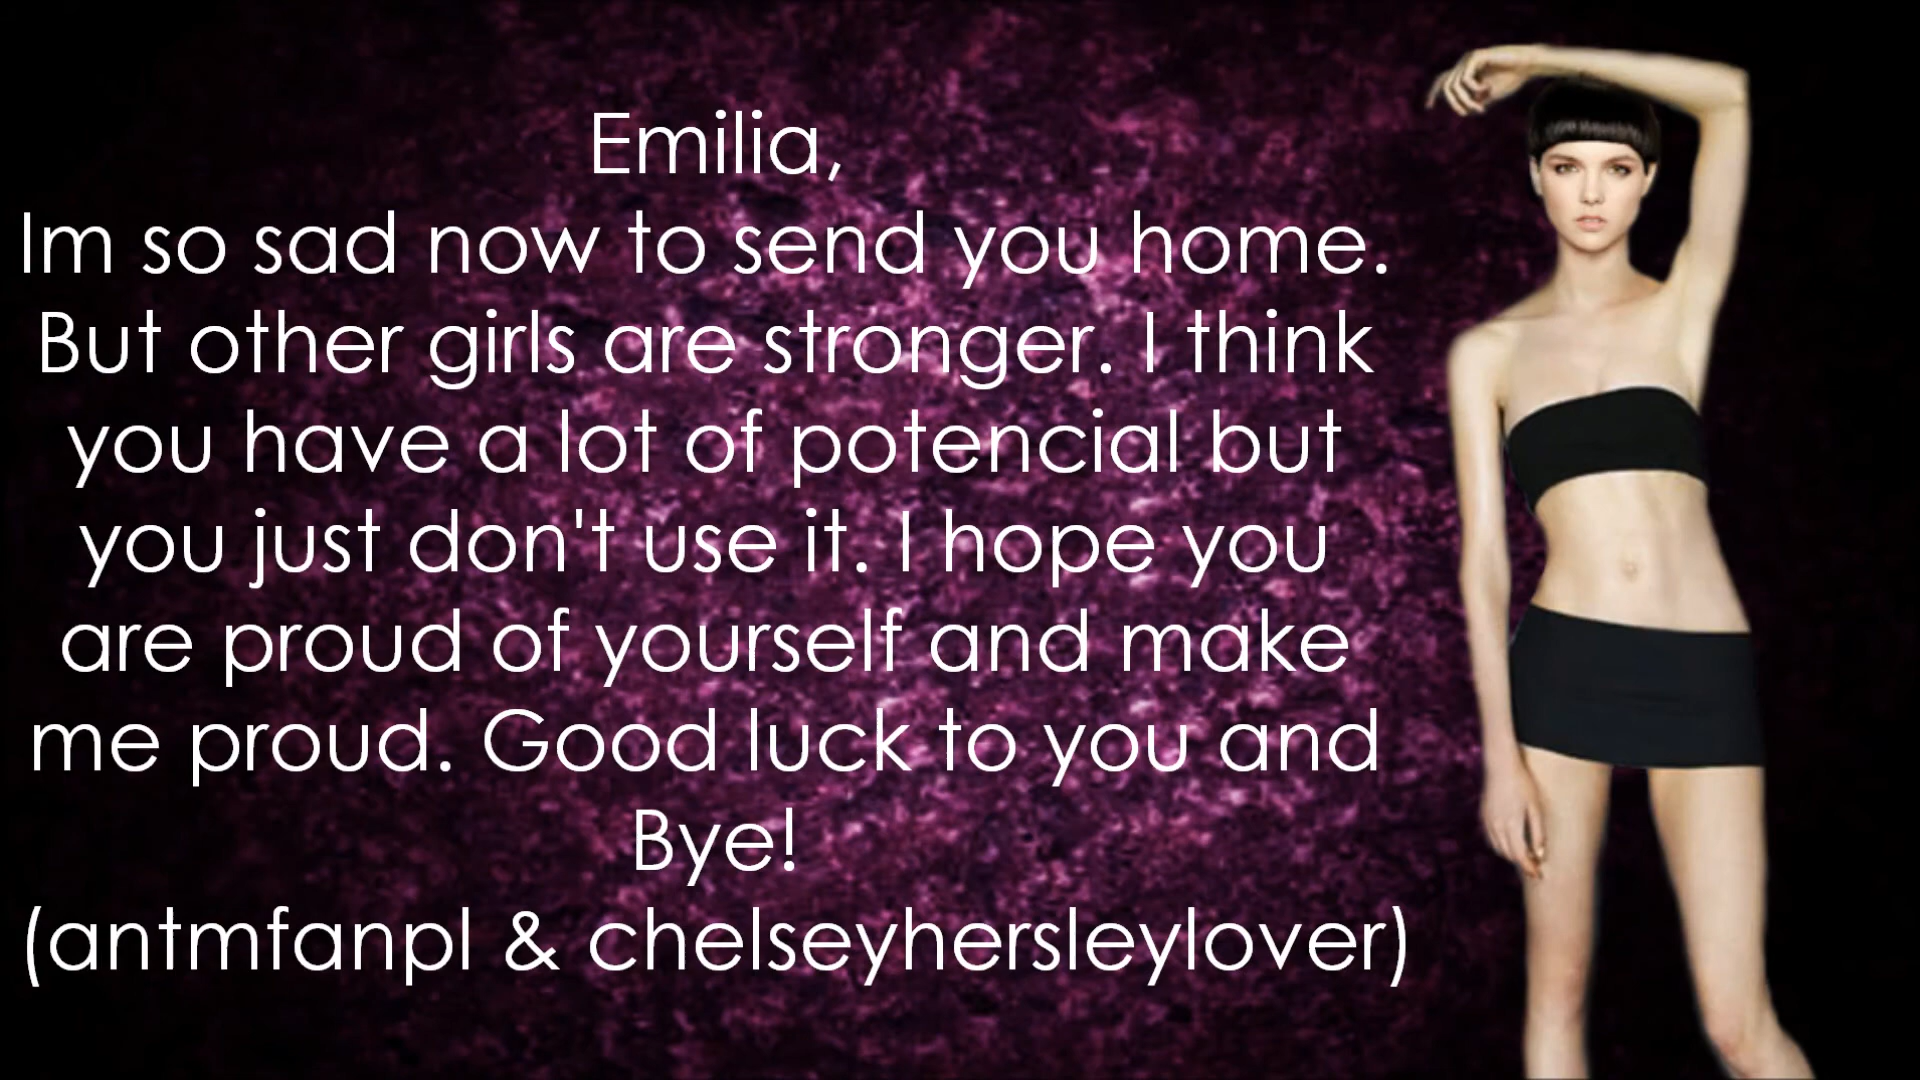 Emilia,
Im so sad now to send you home.
But other girls are stronger. I think
you have a lot of potencial but
you just don't use it. I hope you
are proud of yourself and make
me proud. Good luck to you and
Bye!
(antmfanpl & chelseyhersleylover)